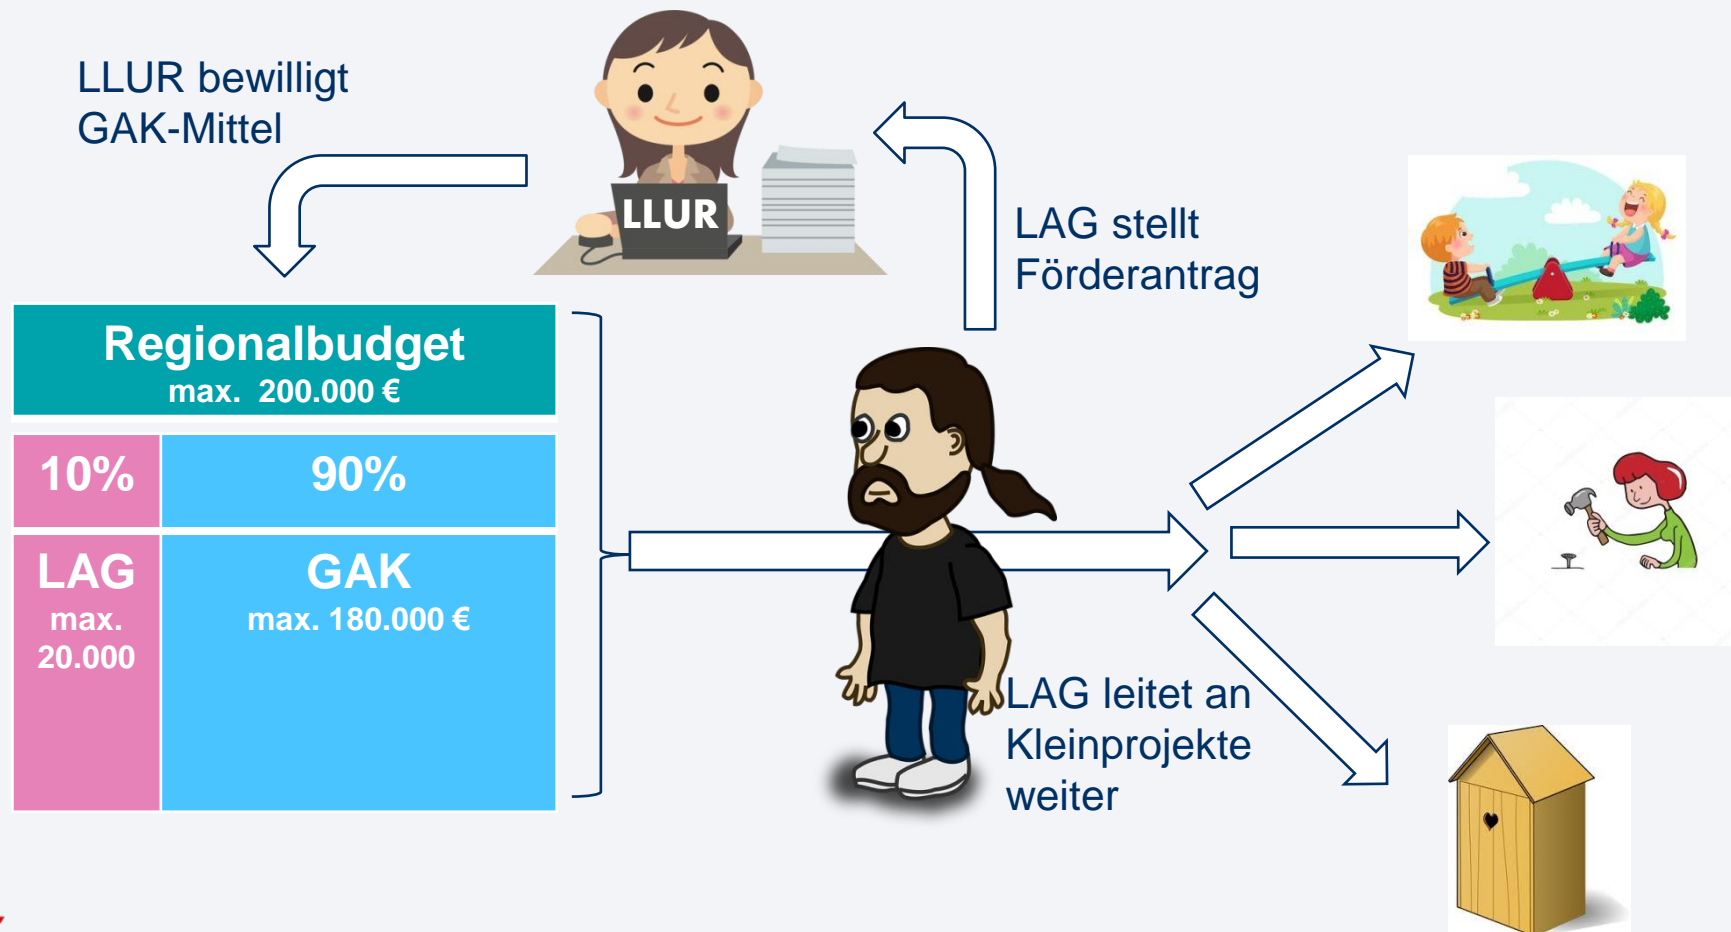 LLUR bewilligt
GAK-Mittel
LLUR
LAG stellt
Förderantrag
Regionalbudget
max. 200.000 €
10%
90%
LAG
max.
20.000
GAK
max. 180.000 €
LAG leitet an
Kleinprojekte
weiter